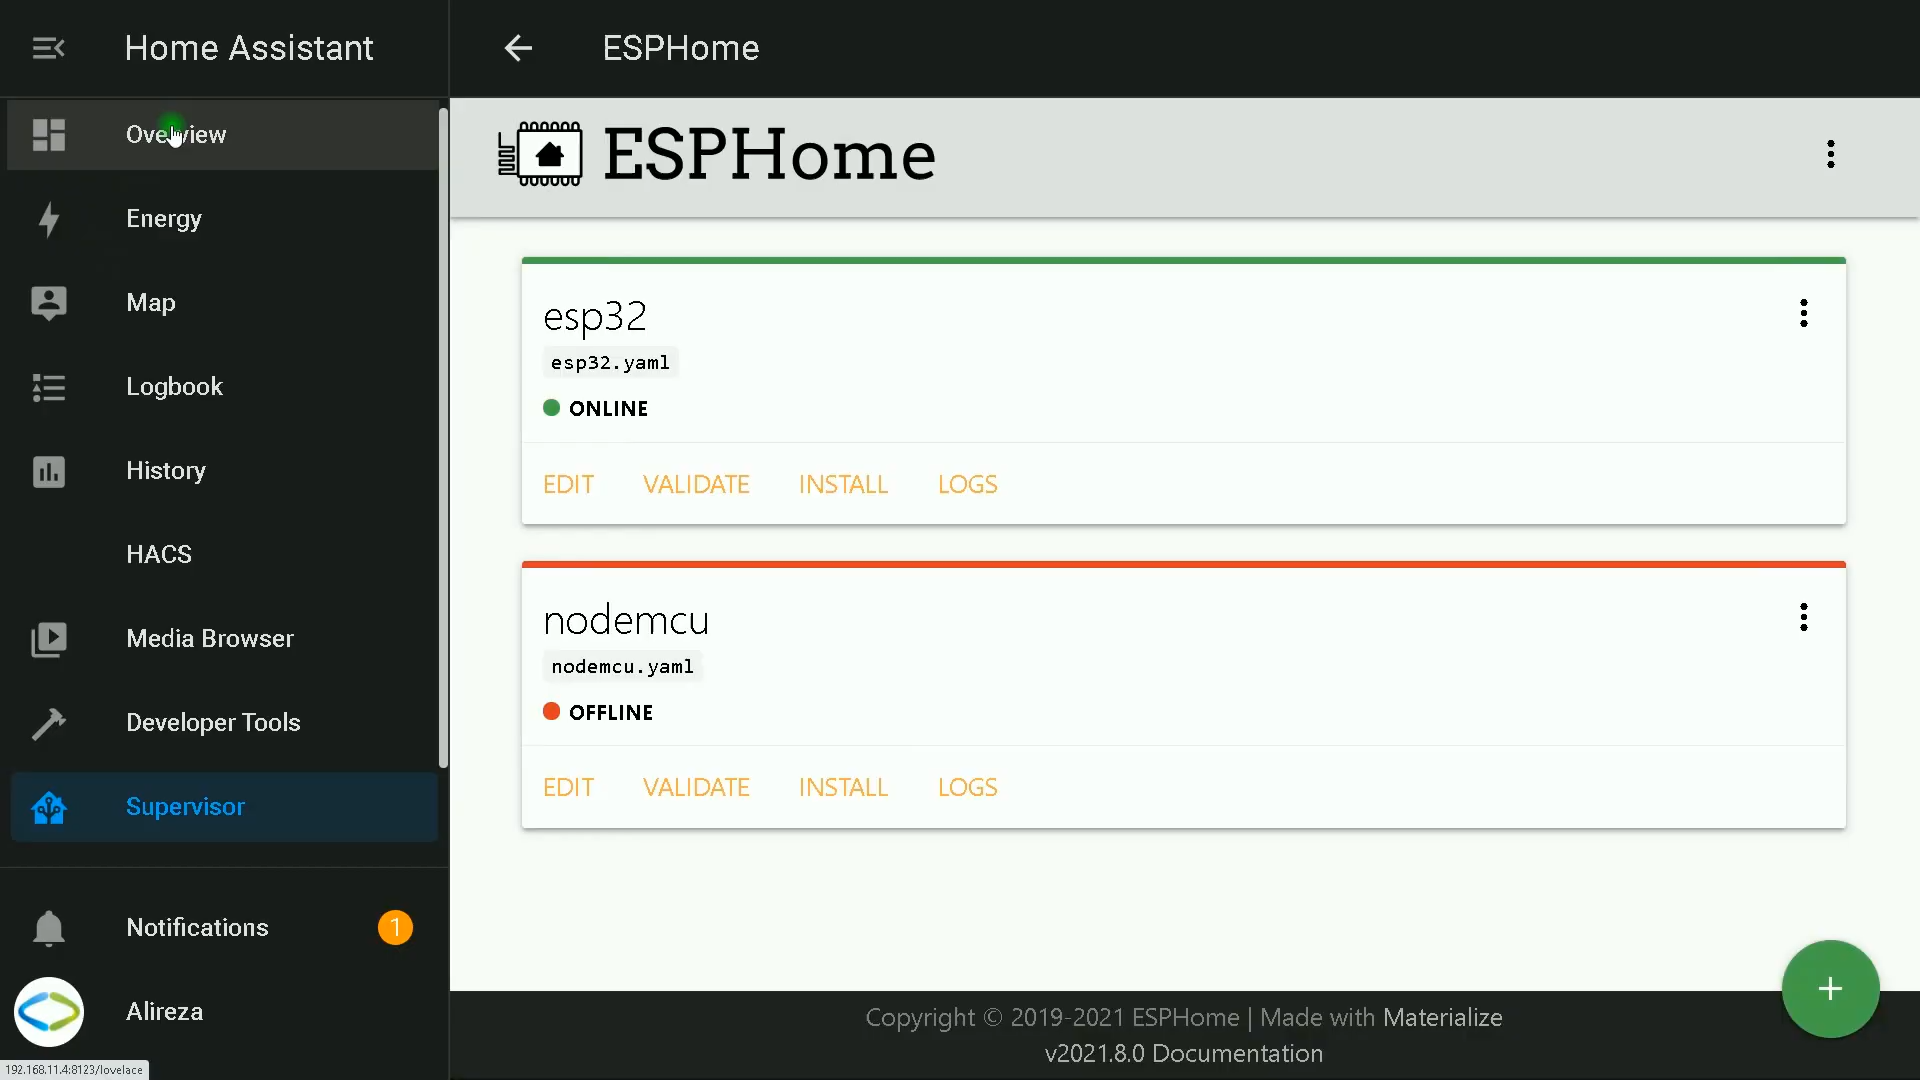 Home Assistant
Overview
Energy
Map
Logbook
History
HACS
Media Browser
Developer Tools
Supervisor
Notifications 1
Alireza
192.168.11.4:8123/lovelace
ESPHome
ESPHome
esp32
esp32.yaml
ONLINE
EDIT VALIDATE INSTALL LOGS
nodemcu
nodemcu.yaml
OFFLINE
EDIT VALIDATE INSTALL LOGS
+
Copyright © 2019-2021 ESPHome | Made with Materialize
v2021.8.0 Documentation